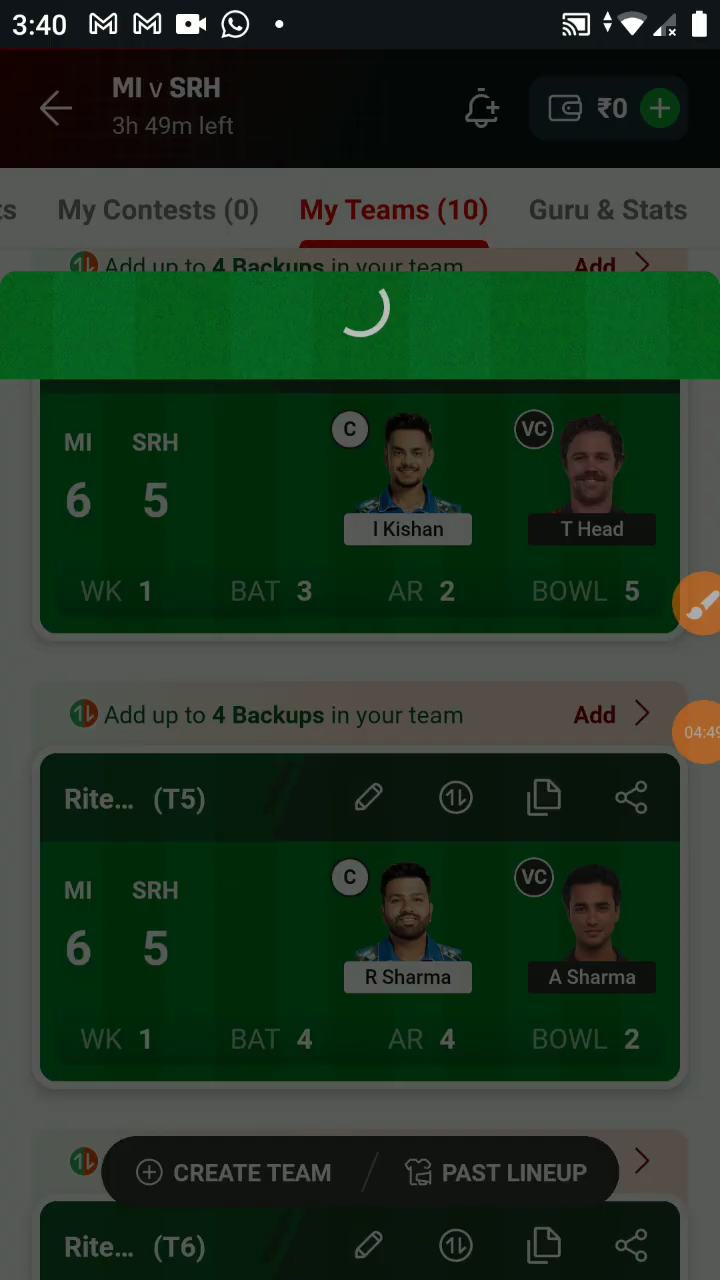 3:40
MI v SRH
3h 49m left
₹0
My Contests (0)
My Teams (10)
Guru & Stats
Add up to 4 Backups in your team
Add
MI SRH
6 5
C
VC
I Kishan
T Head
WK 1 BAT 3 AR 2 BOWL 5
04:49
Add up to 4 Backups in your team
Add
Rite... (T5)
MI SRH
6 5
C
VC
R Sharma
A Sharma
WK 1 BAT 4 AR 4 BOWL 2
CREATE TEAM
PAST LINEUP
Rite... (T6)